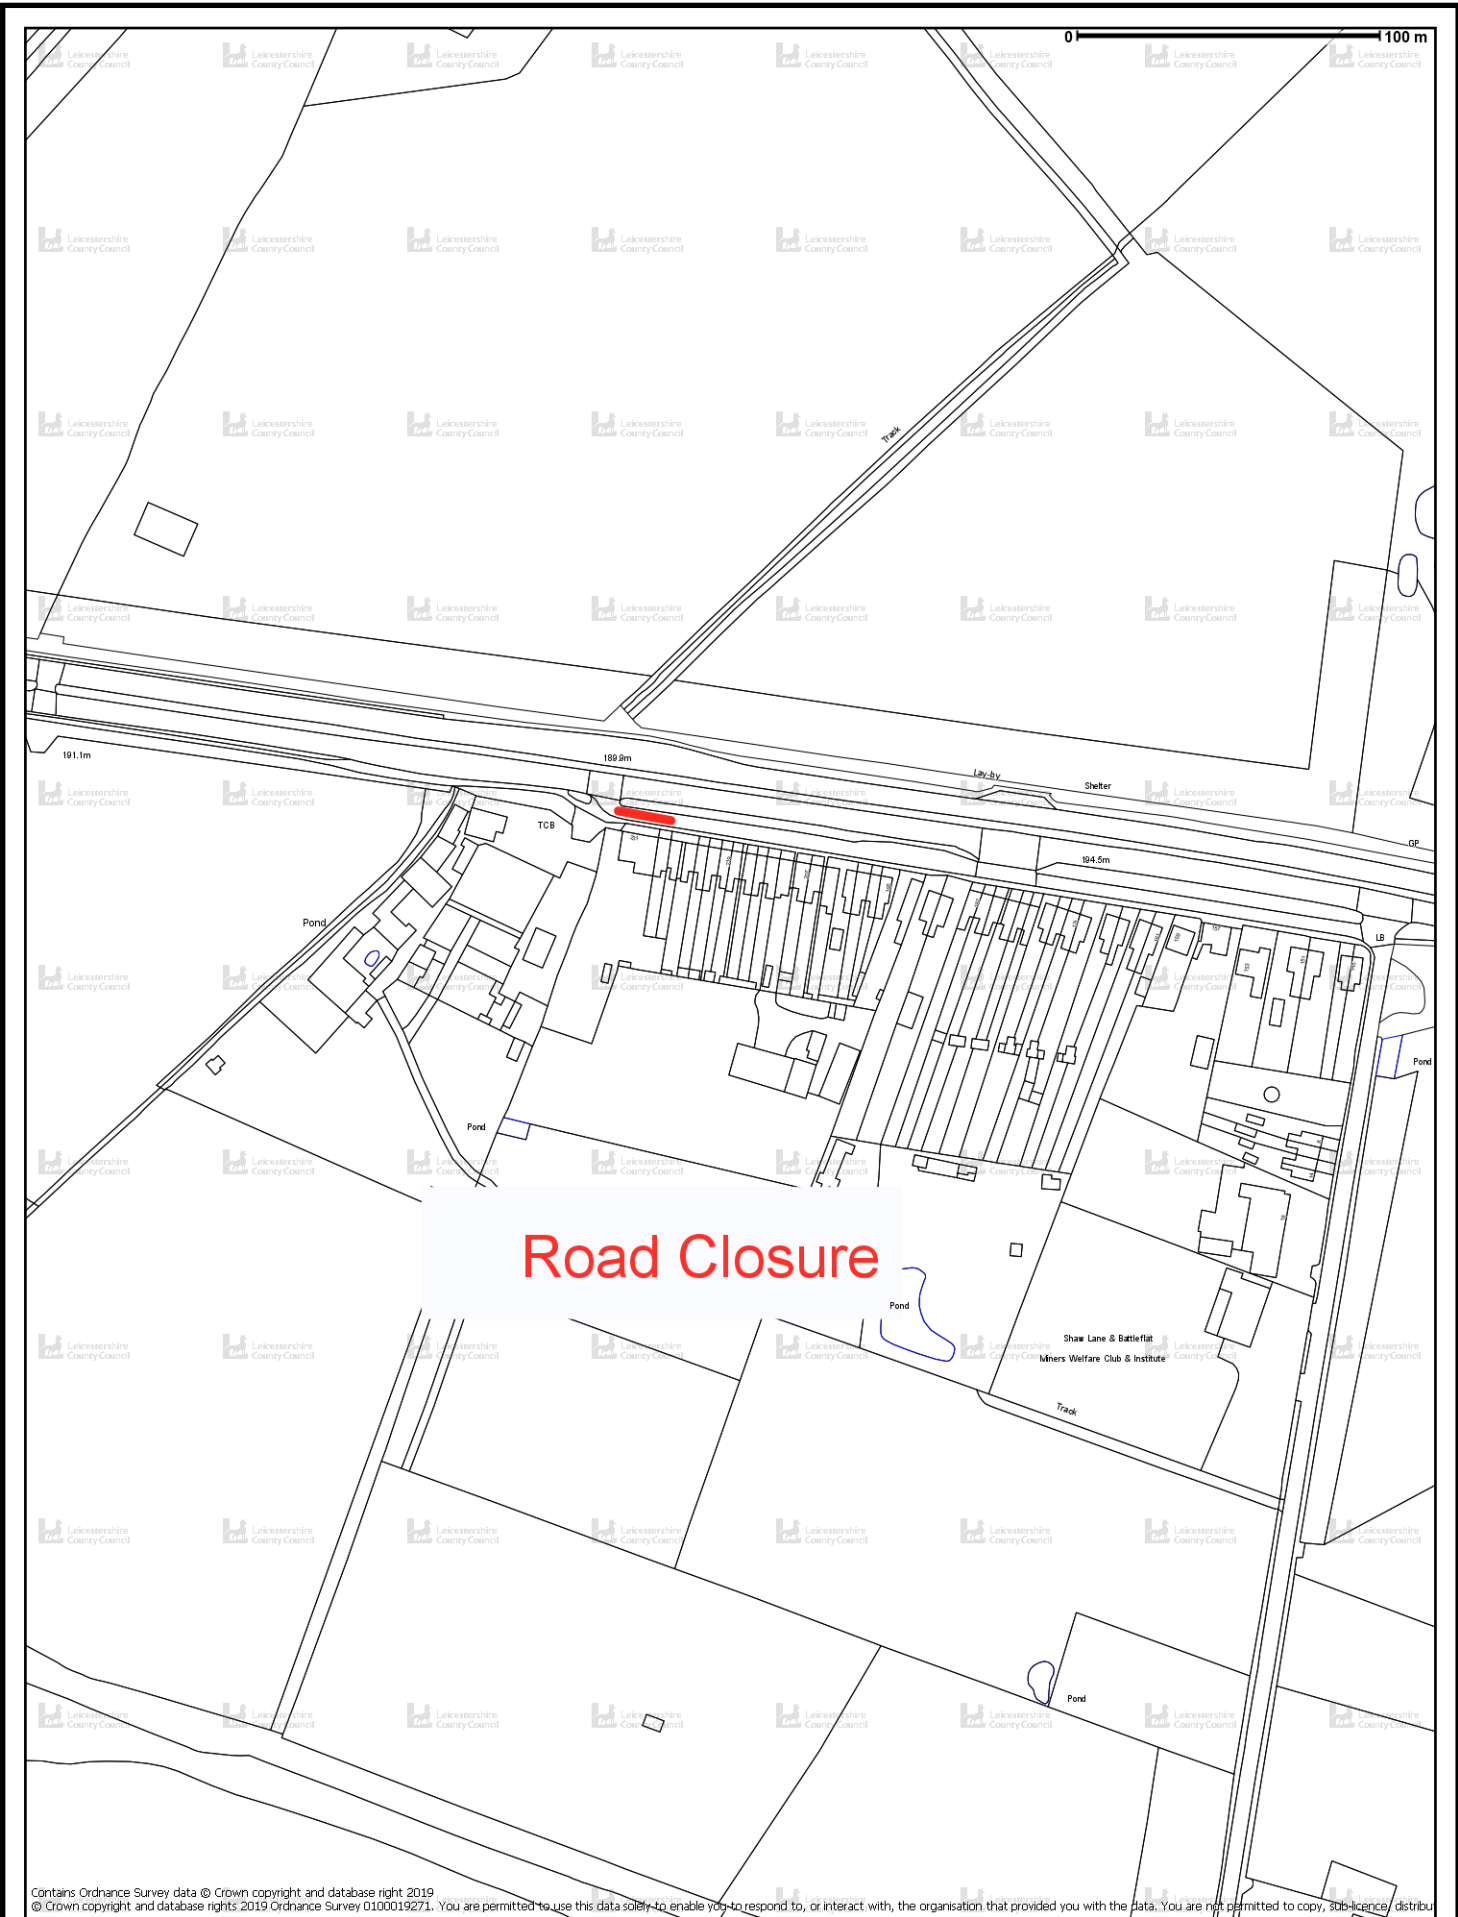 0 100 m
Track
Lay-by
Shelter
189.9m
191.1m
TCB
GP
194.5m
LB
Pond
Pond
Pond
Road Closure
Pond
Shaw Lane & Battleflat
Miners Welfare Club & Institute
Track
Pond
Leicestershire
County Council
Contains Ordnance Survey data © Crown copyright and database right 2019
© Crown copyright and database rights 2019 Ordnance Survey 0100019271. You are permitted to use this data solely to enable you to respond to, or interact with, the organisation that provided you with the data. You are not permitted to copy, sub-licence, distribut